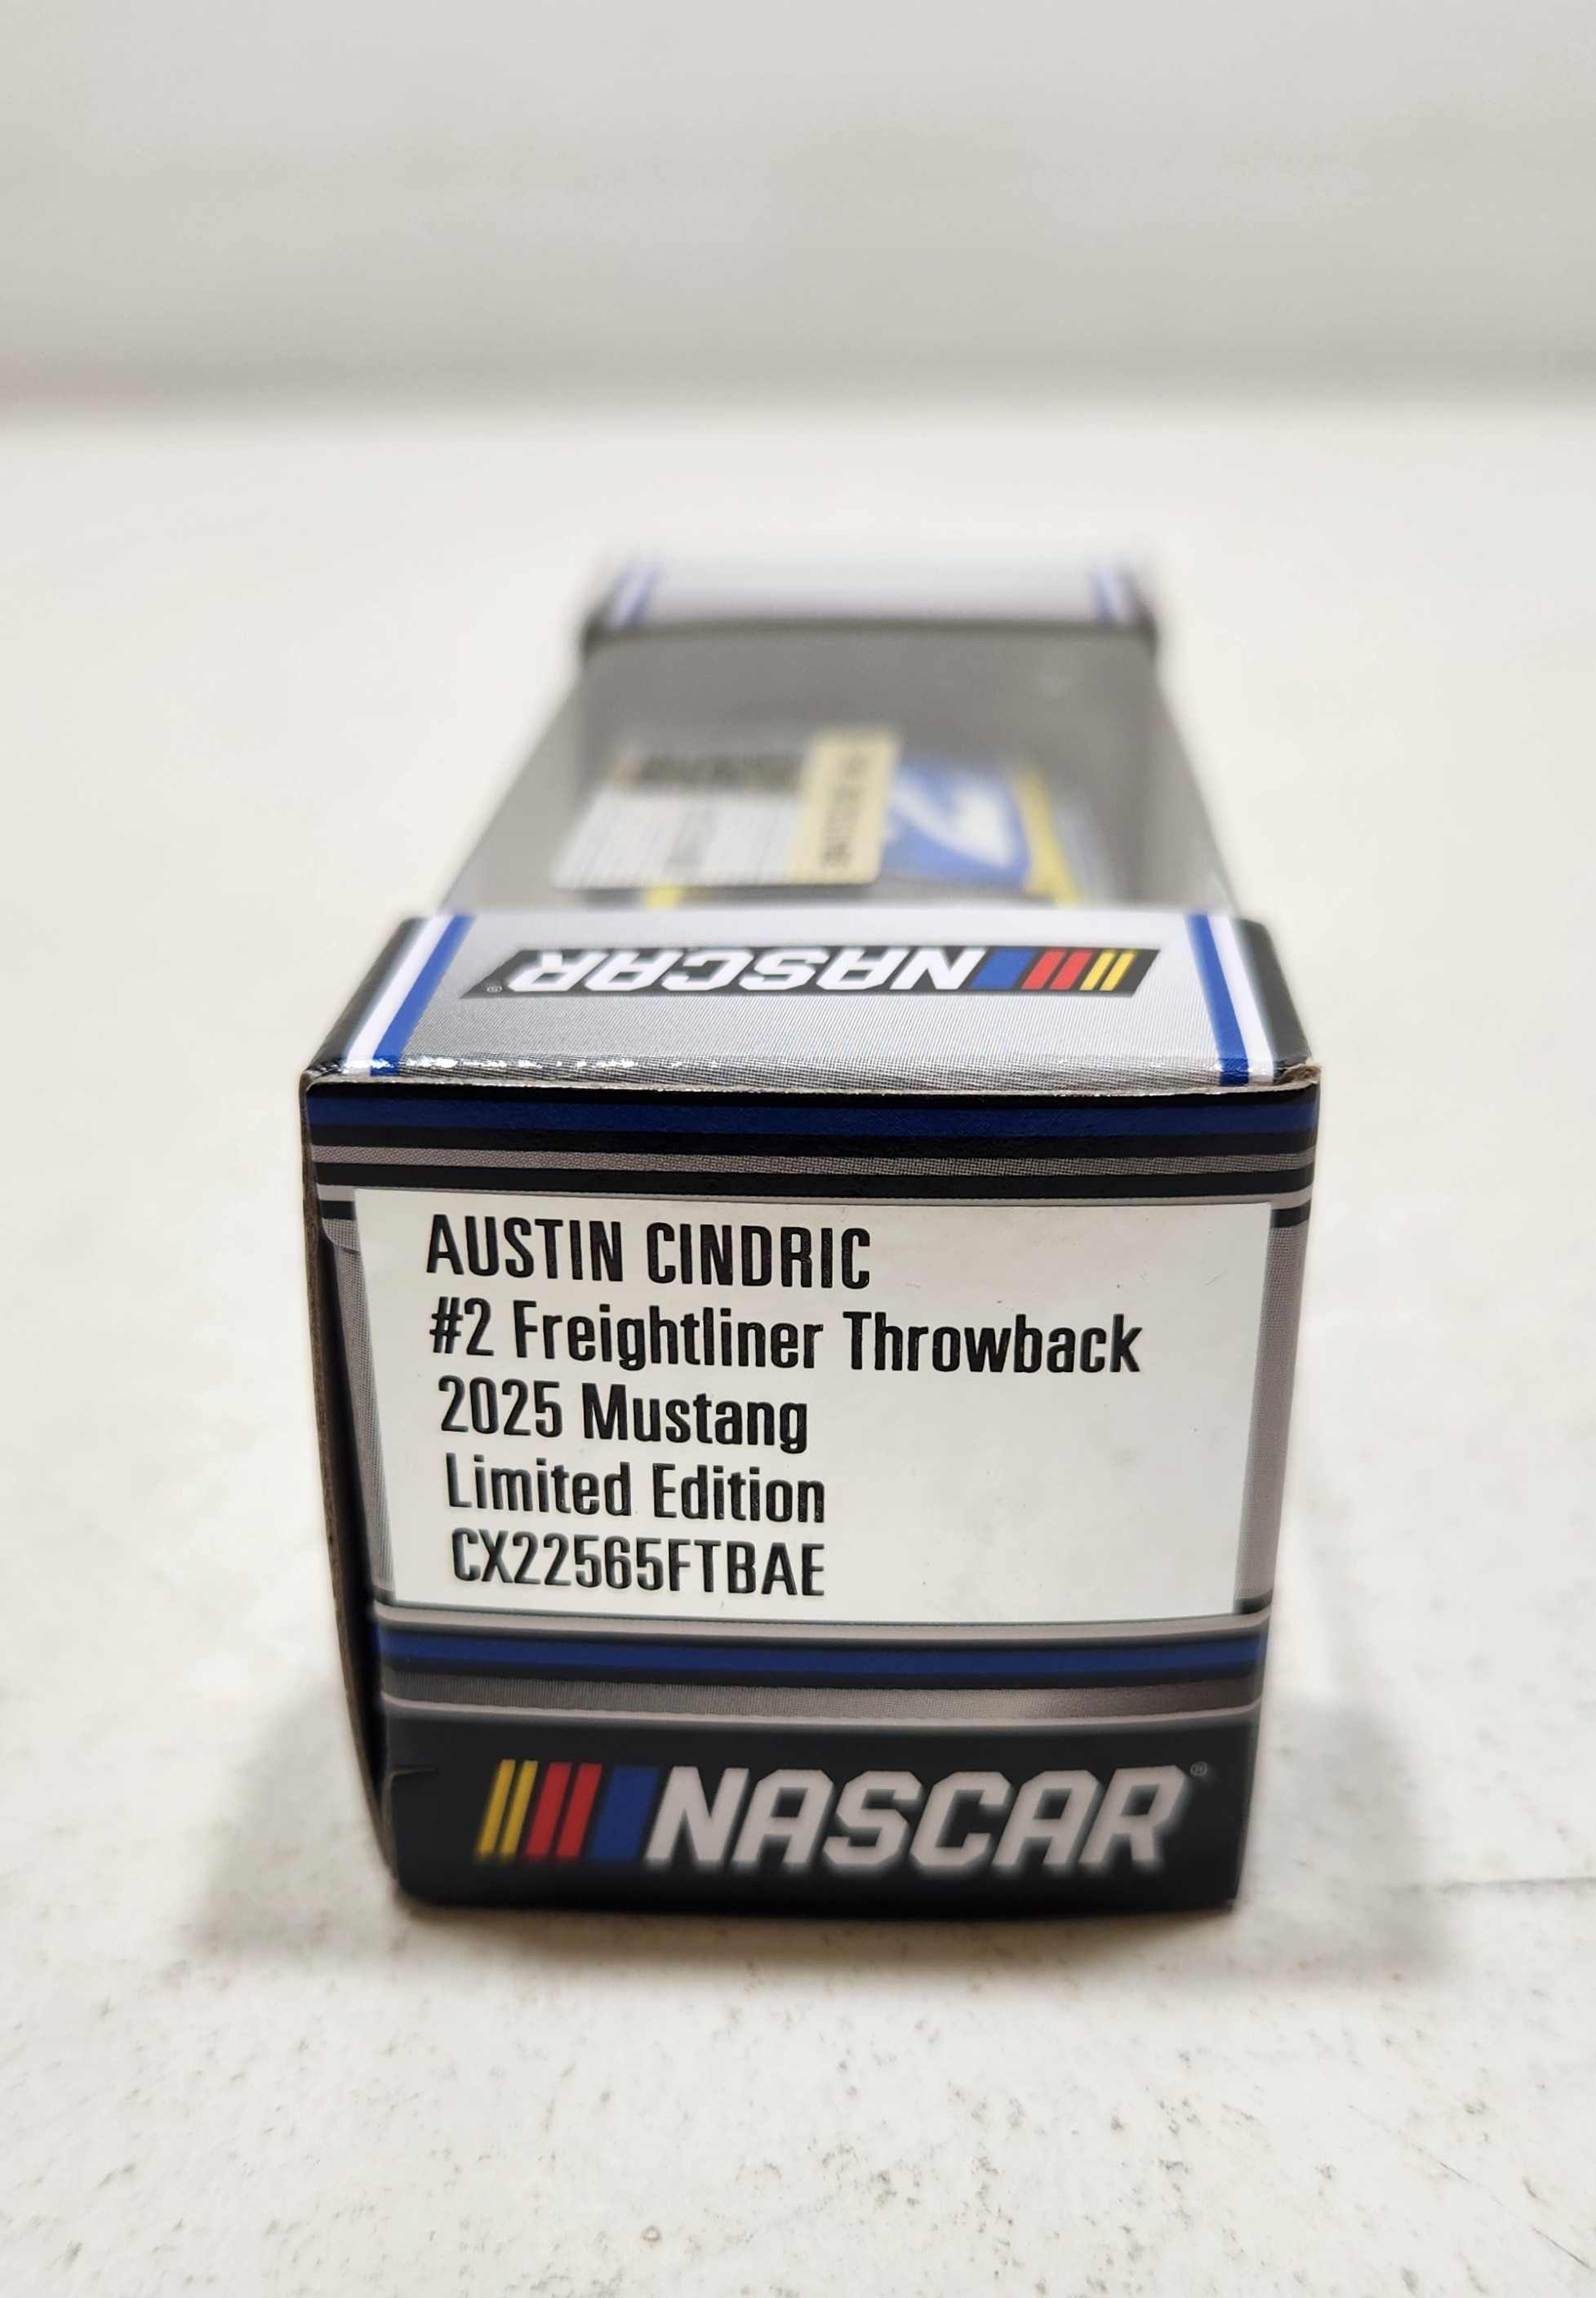 NASCAR
AUSTIN CINDRIC
#2 Freightliner Throwback
2025 Mustang
Limited Edition
CX22565FTBAE
NASCAR®